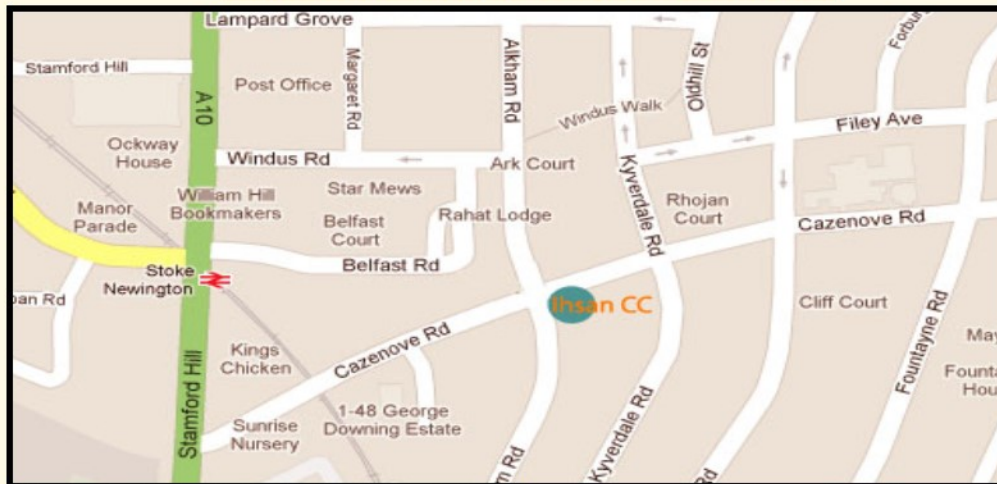 Lampard Grove
Stamford Hill
A10
Post Office
Margaret Rd
Alkham Rd
Oldhill St
Windus Walk
Filey Ave
Ockway
House
Windus Rd
Ark Court
Kyverdale Rd
William Hill
Bookmakers
Star Mews
Manor
Parade
Belfast
Court
Rahat Lodge
Rhojan
Court
Cazenove Rd
Belfast Rd
Stoke
Newington
Ihsan CC
Cliff Court
Fountayne Rd
Kings
Chicken
Cazenove Rd
Stamford Hill
Sunrise
Nursery
1-48 George
Downing Estate
Kyverdale Rd
Rd